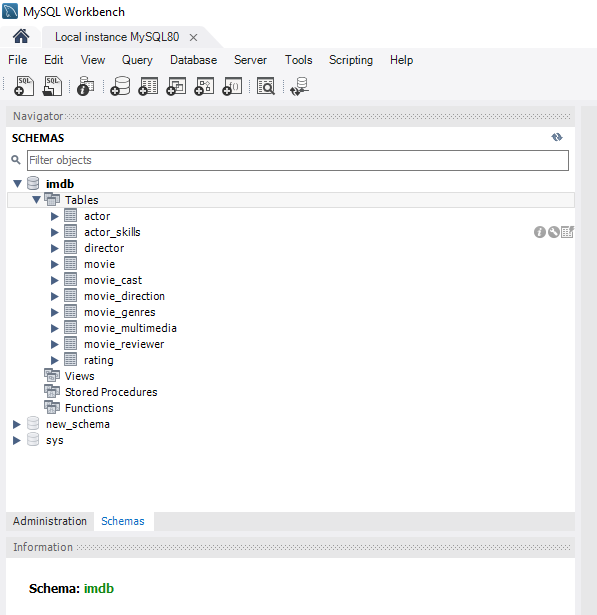 MySQL Workbench
Local instance MySQL80
File Edit View Query Database Server Tools Scripting Help
SQL SQL
Navigator
SCHEMAS
Filter objects
imdb
Tables
actor
actor_skills
director
movie
movie_cast
movie_direction
movie_genres
movie_multimedia
movie_reviewer
rating
Views
Stored Procedures
Functions
new_schema
sys
Administration Schemas
Information
Schema: imdb